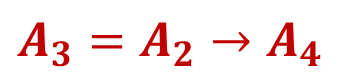 A₃ = A₂ → A₄